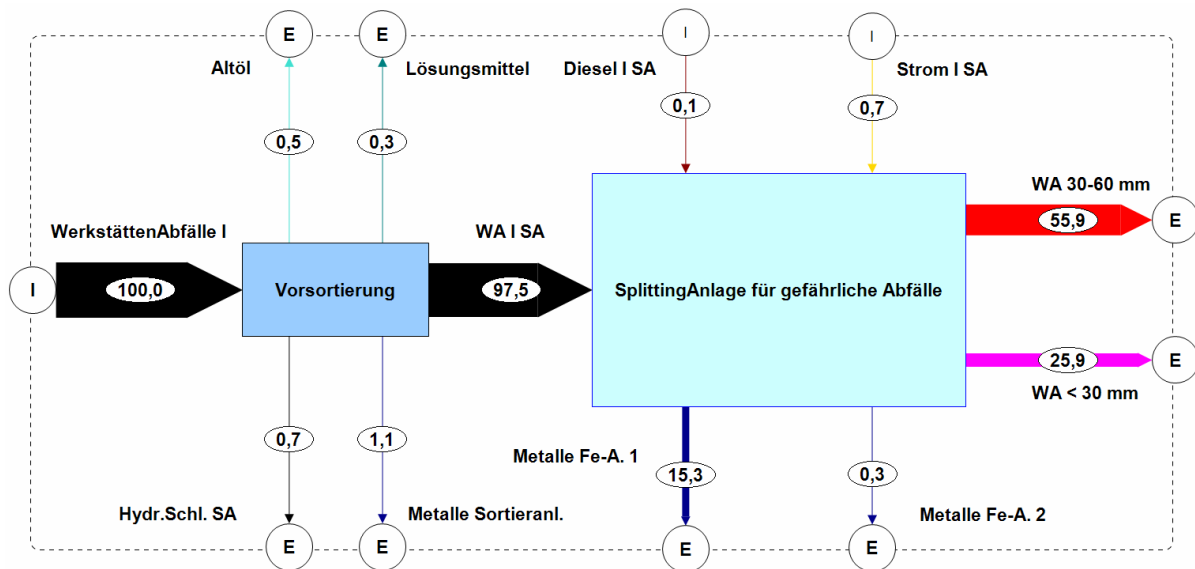 E
E
I
I
Altöl
Lösungsmittel
Diesel I SA
Strom I SA
0,5
0,3
0,1
0,7
WerkstättenAbfälle I
WA I SA
WA 30-60 mm
55,9
E
I
100,0
Vorsortierung
97,5
SplittingAnlage für gefährliche Abfälle
25,9
E
WA < 30 mm
0,7
1,1
Metalle Fe-A. 1
15,3
0,3
Hydr.Schl. SA
Metalle Sortieranl.
Metalle Fe-A. 2
E
E
E
E